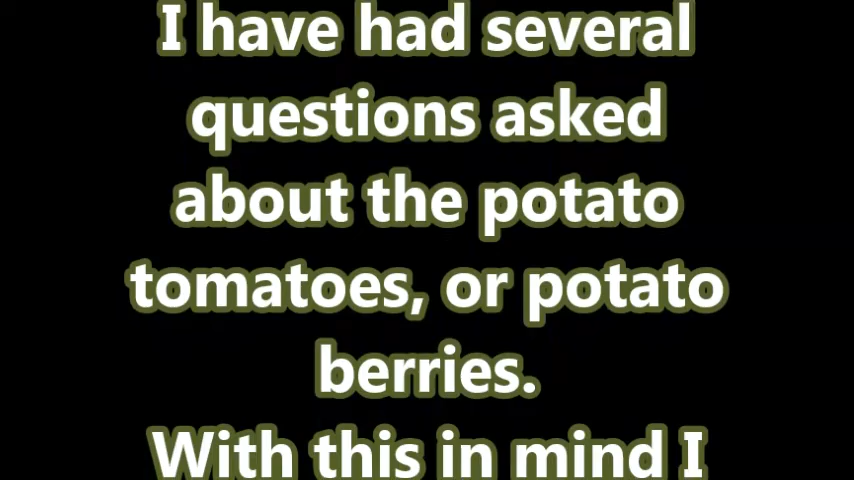 I have had several
questions asked
about the potato
tomatoes, or potato
berries.
With this in mind I